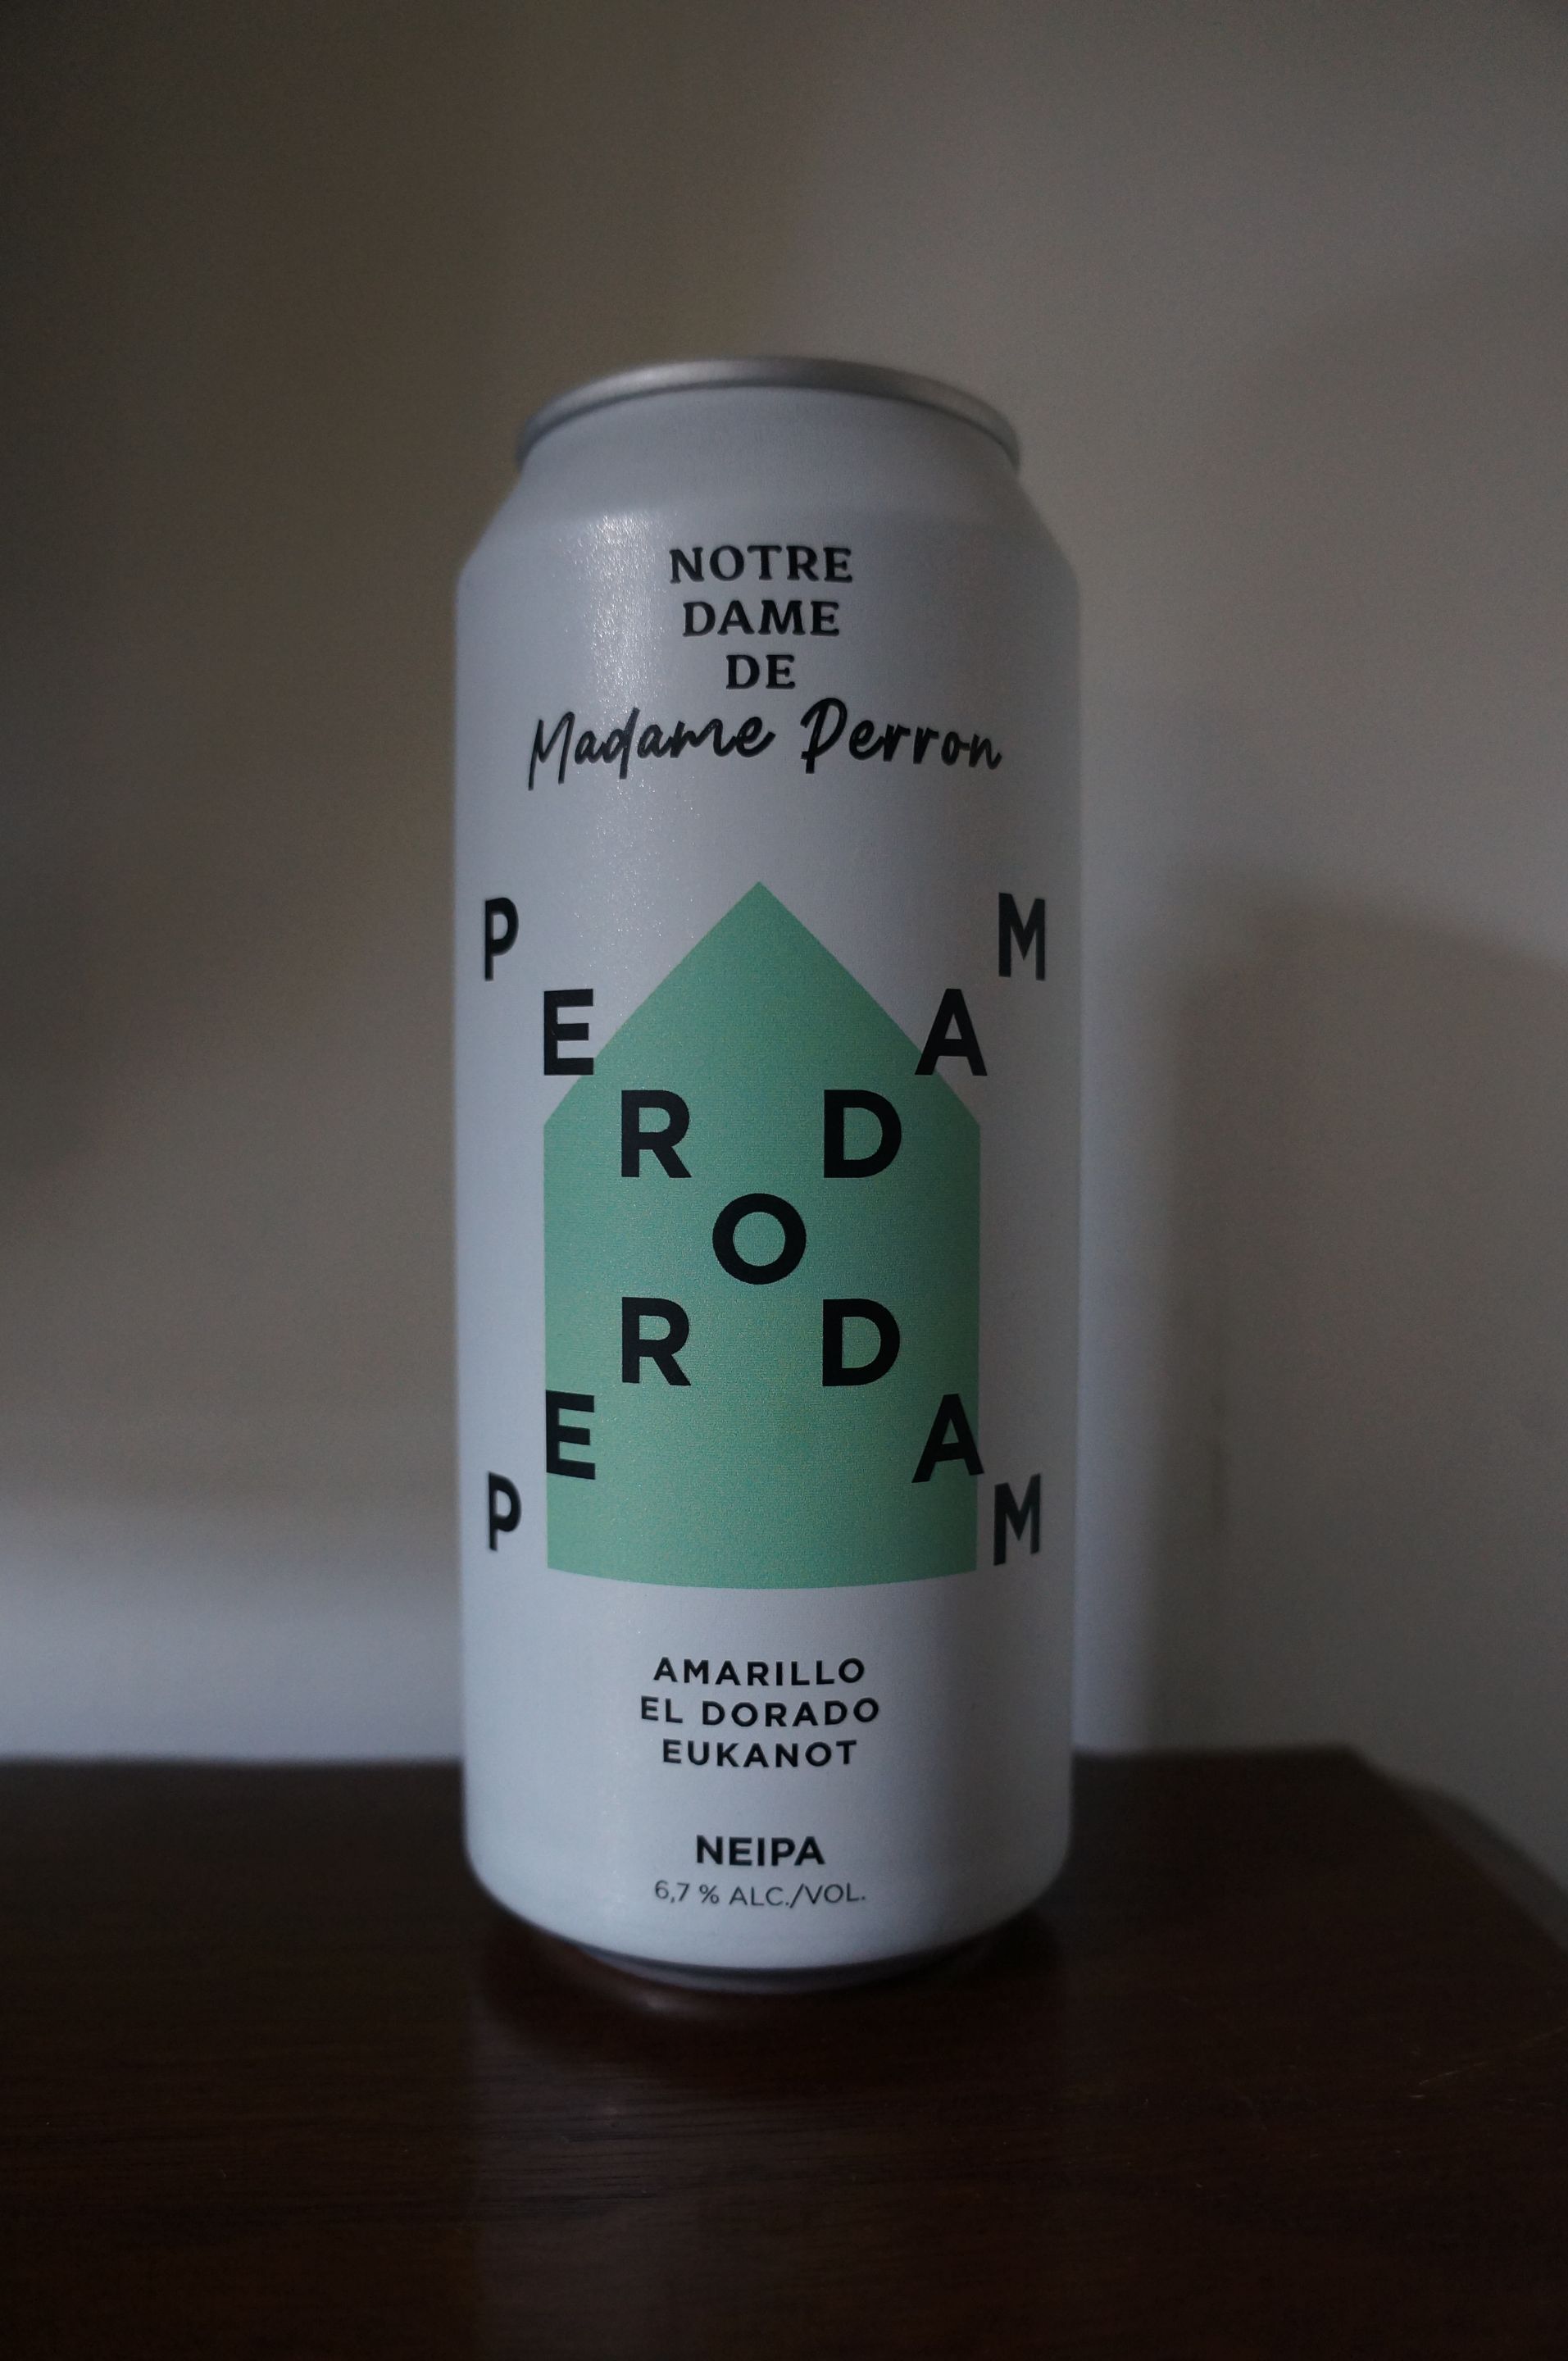 NOTRE
DAME
DE
Madame Perron
P M
E A
R D
O
R D
E A
P M
AMARILLO
EL DORADO
EUKANOT
NEIPA
6,7 % ALC./VOL.